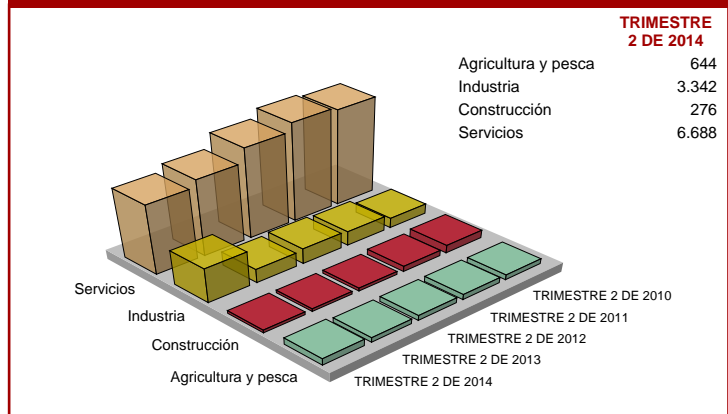 TRIMESTRE
2 DE 2014
Agricultura y pesca 644
Industria 3.342
Construcción 276
Servicios 6.688
Servicios
Industria
Construcción
Agricultura y pesca
TRIMESTRE 2 DE 2010
TRIMESTRE 2 DE 2011
TRIMESTRE 2 DE 2012
TRIMESTRE 2 DE 2013
TRIMESTRE 2 DE 2014